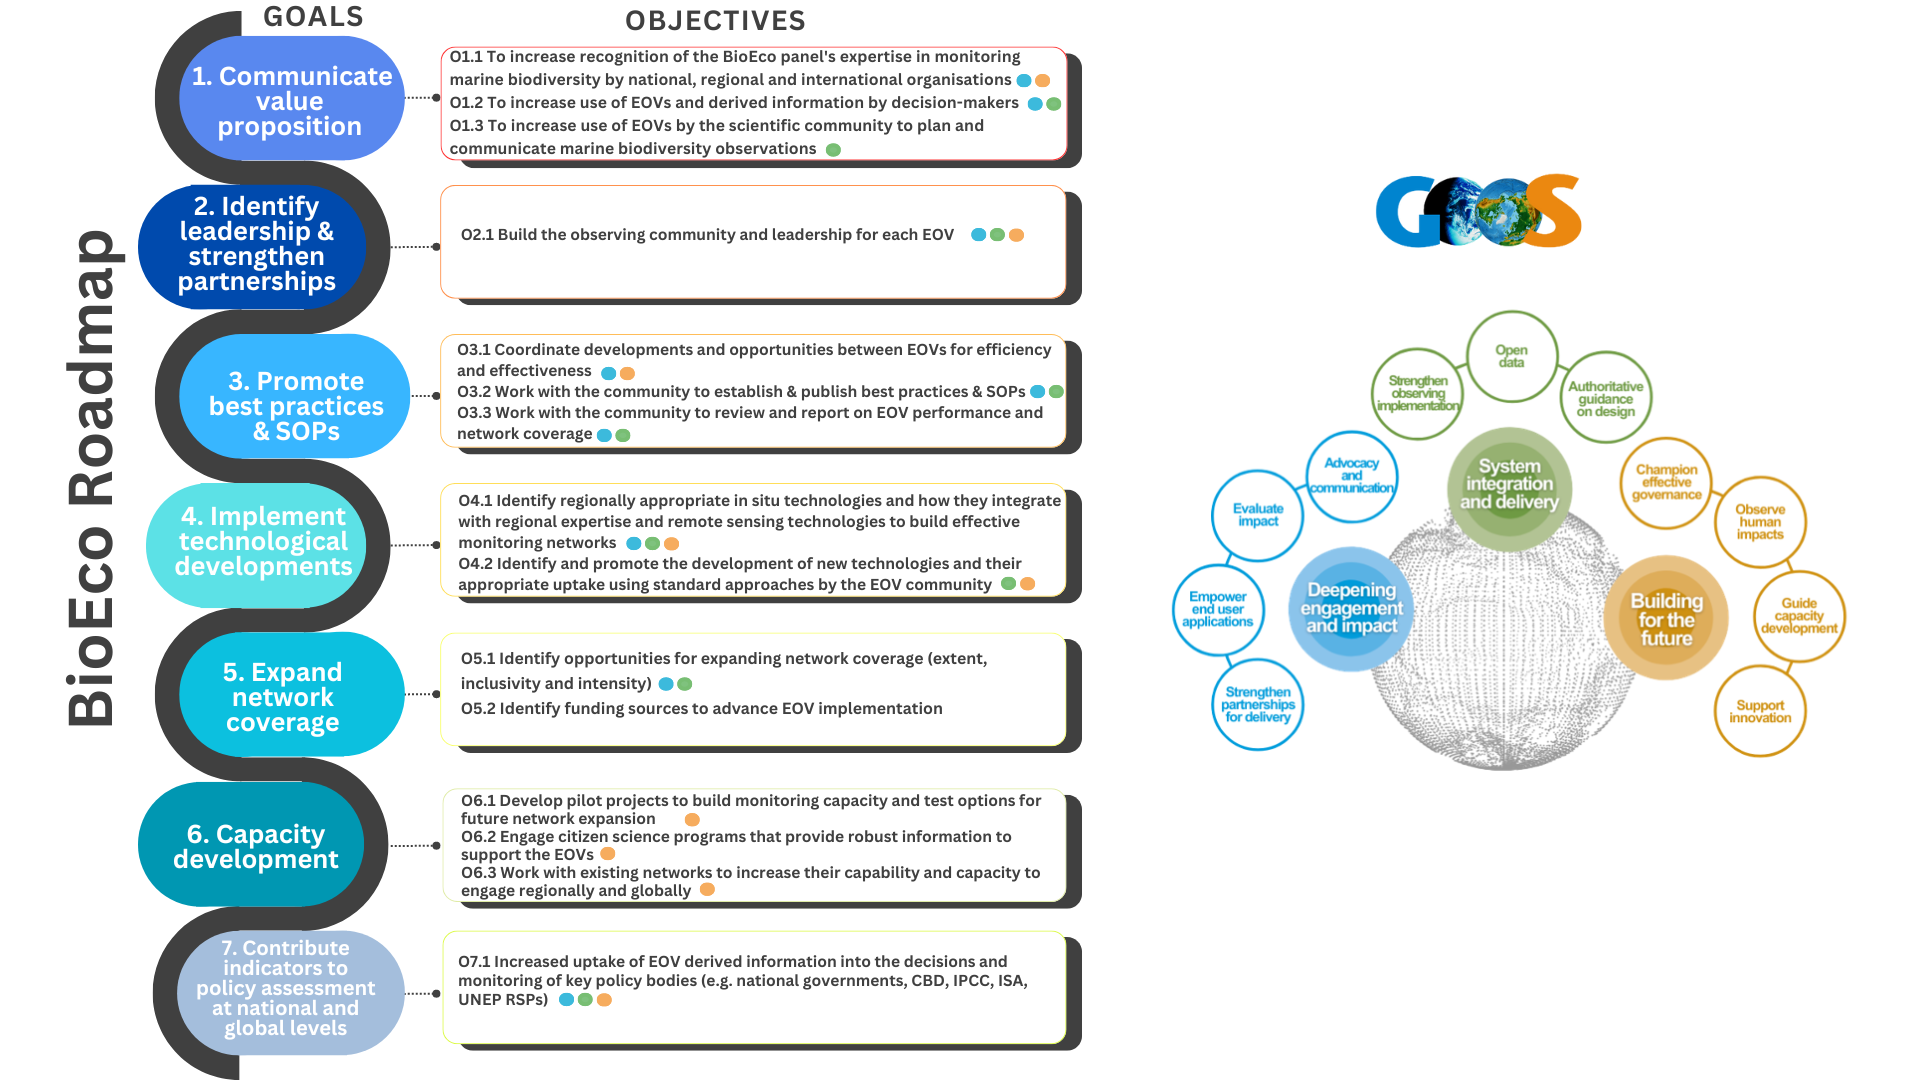 GOALS
OBJECTIVES
BioEco Roadmap
1. Communicate
value
proposition
O1.1 To increase recognition of the BioEco panel's expertise in monitoring
marine biodiversity by national, regional and international organisations
O1.2 To increase use of EOVs and derived information by decision-makers
O1.3 To increase use of EOVs by the scientific community to plan and
communicate marine biodiversity observations
2. Identify
leadership &
strengthen
partnerships
O2.1 Build the observing community and leadership for each EOV
3. Promote
best practices
& SOPs
O3.1 Coordinate developments and opportunities between EOVs for efficiency
and effectiveness
O3.2 Work with the community to establish & publish best practices & SOPs
O3.3 Work with the community to review and report on EOV performance and
network coverage
4. Implement
technological
developments
O4.1 Identify regionally appropriate in situ technologies and how they integrate
with regional expertise and remote sensing technologies to build effective
monitoring networks
O4.2 Identify and promote the development of new technologies and their
appropriate uptake using standard approaches by the EOV community
5. Expand
network
coverage
O5.1 Identify opportunities for expanding network coverage (extent,
inclusivity and intensity)
O5.2 Identify funding sources to advance EOV implementation
6. Capacity
development
O6.1 Develop pilot projects to build monitoring capacity and test options for
future network expansion
O6.2 Engage citizen science programs that provide robust information to
support the EOVs
O6.3 Work with existing networks to increase their capability and capacity to
engage regionally and globally
7. Contribute
indicators to
policy assessment
at national and
global levels
O7.1 Increased uptake of EOV derived information into the decisions and
monitoring of key policy bodies (e.g. national governments, CBD, IPCC, ISA,
UNEP RSPs)
GOOS
Open
data
Strengthen
observing
implementation
Authoritative
guidance
on design
System
integration
and delivery
Advocacy
and
communication
Evaluate
impact
Empower
end user
applications
Strengthen
partnerships
for delivery
Deepening
engagement
and impact
Champion
effective
governance
Observe
human
impacts
Guide
capacity
development
Support
innovation
Building
for the
future